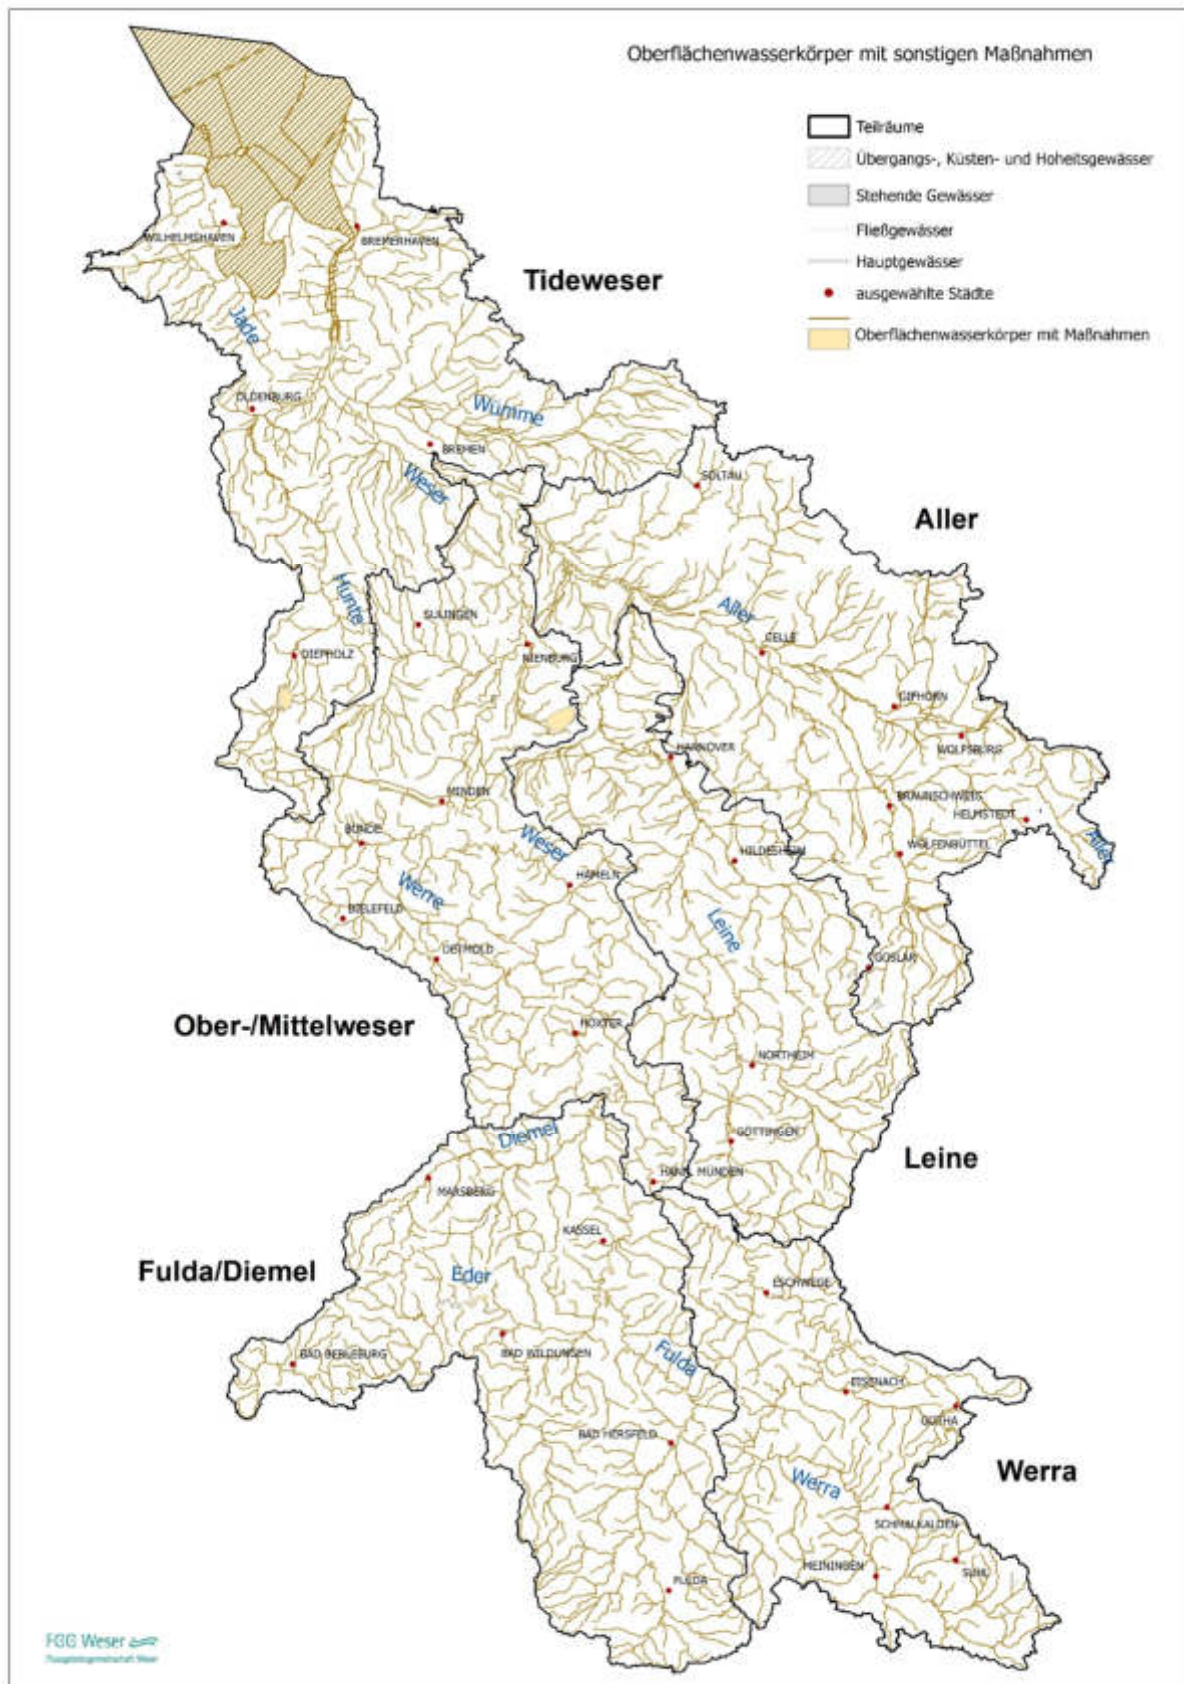 Oberflächenwasserkörper mit sonstigen Maßnahmen
Teilräume
Übergangs-, Küsten- und Hoheitsgewässer
Stehende Gewässer
Fließgewässer
Hauptgewässer
ausgewählte Städte
Oberflächenwasserkörper mit Maßnahmen
WILHELMSHAVEN
BREMERHAVEN
Tideweser
Jade
OLDENBURG
Wümme
BREMEN
Weser
SOLTAU
Aller
Hunte
Aller
SULINGEN
CELLE
DIEPHOLZ
NIENBURG
GIFHORN
WOLFSBURG
HANNOVER
MINDEN
BRAUNSCHWEIG
HELMSTEDT
BÜNDE
Weser
HILDESHEIM
WOLFENBÜTTEL
Aller
Werre
HAMELN
BIELEFELD
Leine
DETMOLD
GOSLAR
Ober-/Mittelweser
HÖXTER
NORTHEIM
Diemel
GÖTTINGEN
Leine
HANN. MÜNDEN
MARSBERG
KASSEL
Fulda/Diemel
Eder
ESCHWEGE
BAD WILDUNGEN
Fulda
BAD BERLEBURG
EISENACH
GOTHA
BAD HERSFELD
Werra
Werra
SCHMALKALDEN
MEININGEN
SUHL
FULDA
FGG Weser
Flussgebietsgemeinschaft Weser